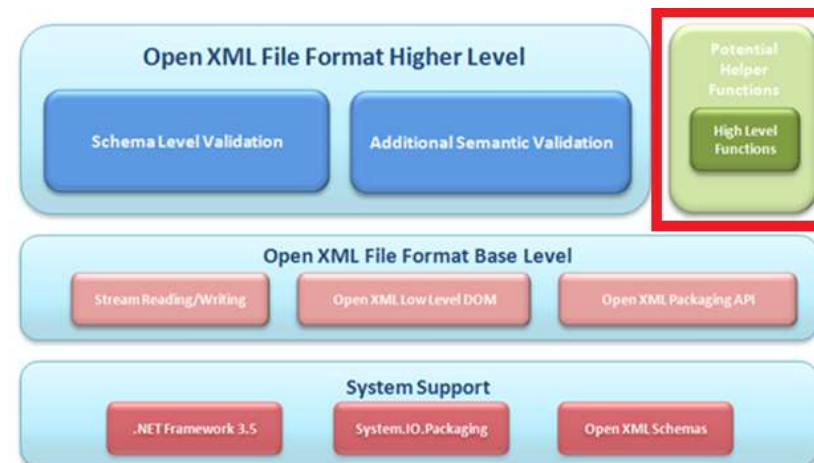 Open XML File Format Higher Level
Schema Level Validation
Additional Semantic Validation
Potential
Helper
Functions
High Level
Functions
Open XML File Format Base Level
Stream Reading/Writing
Open XML Low Level DOM
Open XML Packaging API
System Support
.NET Framework 3.5
System.IO.Packaging
Open XML Schemas